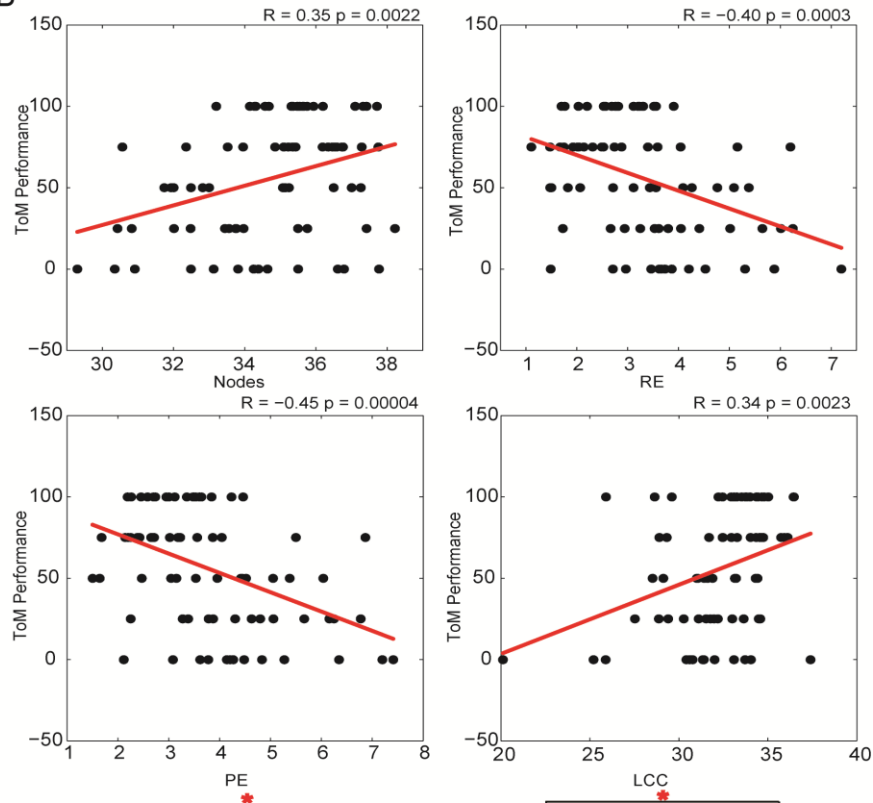 R = 0.35 p = 0.0022
150
100
50
0
−50
ToM Performance
30 32 34 36 38
Nodes
R = −0.40 p = 0.0003
150
100
50
0
−50
ToM Performance
1 2 3 4 5 6 7
RE
R = −0.45 p = 0.00004
150
100
50
0
−50
ToM Performance
1 2 3 4 5 6 7 8
PE
*
R = 0.34 p = 0.0023
150
100
50
0
−50
ToM Performance
20 25 30 35 40
LCC
*